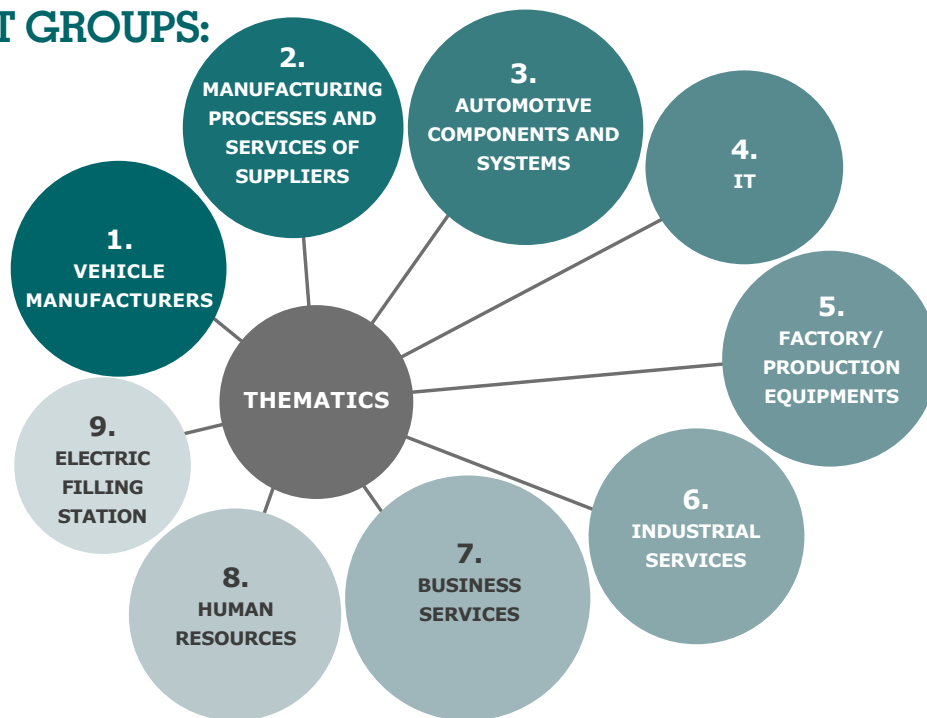 T GROUPS:
1.
VEHICLE
MANUFACTURERS
2.
MANUFACTURING
PROCESSES AND
SERVICES OF
SUPPLIERS
3.
AUTOMOTIVE
COMPONENTS AND
SYSTEMS
4.
IT
5.
FACTORY/
PRODUCTION
EQUIPMENTS
6.
INDUSTRIAL
SERVICES
7.
BUSINESS
SERVICES
8.
HUMAN
RESOURCES
9.
ELECTRIC
FILLING
STATION
THEMATICS